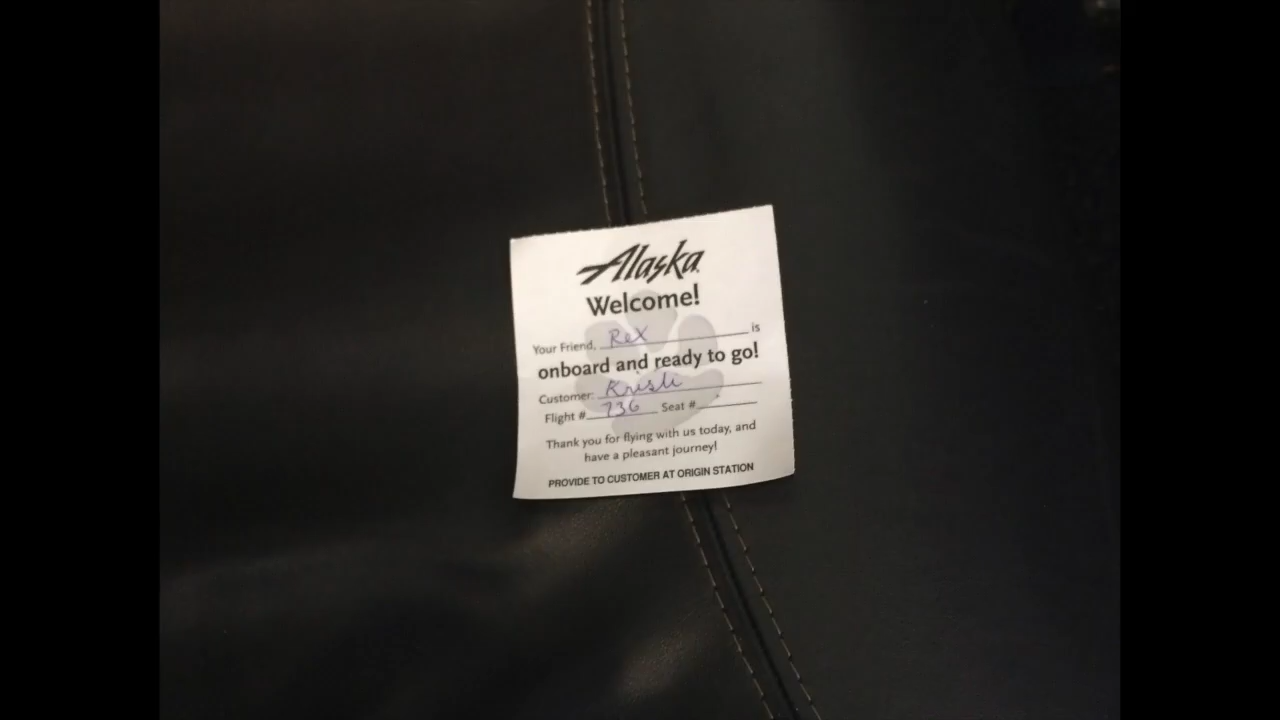 Alaska
Welcome!
Your Friend, Rex is
onboard and ready to go!
Customer: Kristi
Flight # 736 Seat #
Thank you for flying with us today, and
have a pleasant journey!
PROVIDE TO CUSTOMER AT ORIGIN STATION